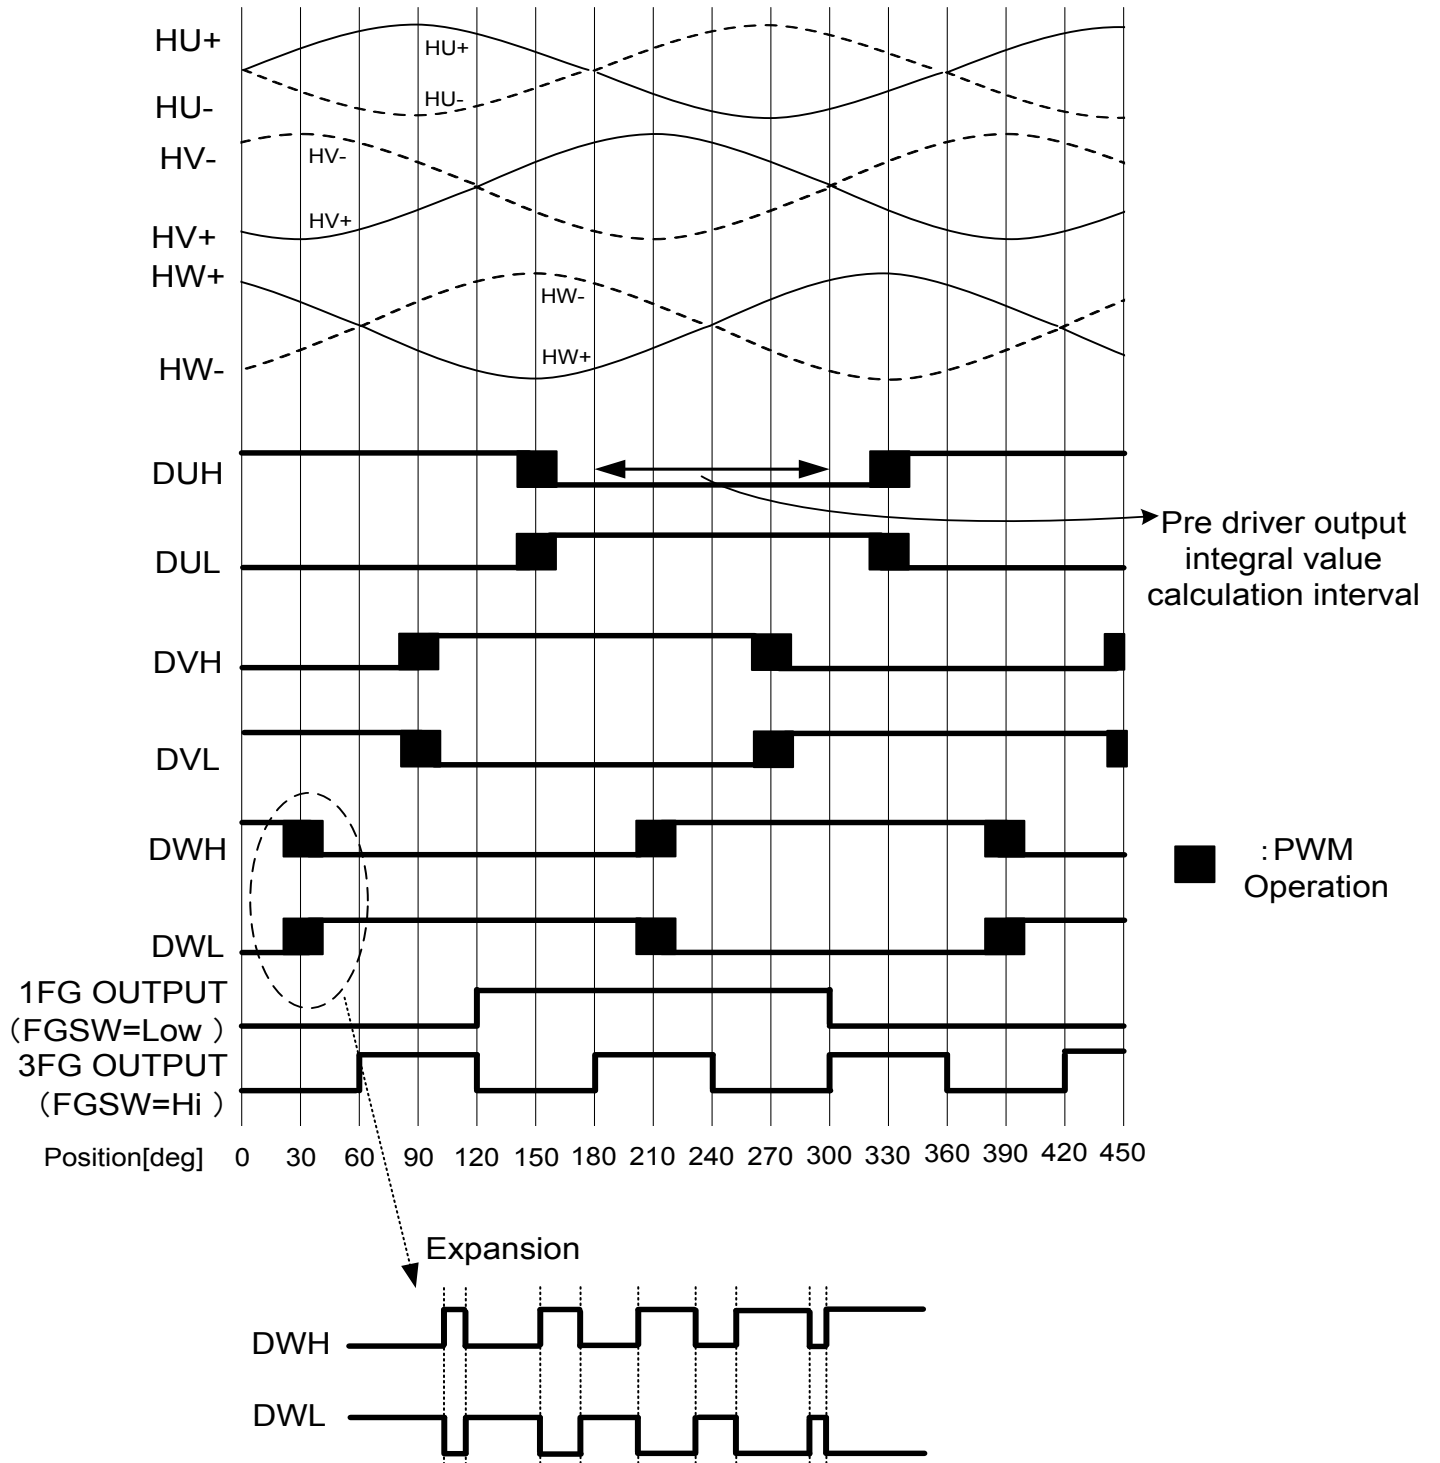 HU+
HU+
HU-
HU-
HV-
HV-
HV+
HV+
HW+
HW-
HW-
HW+
DUH
Pre driver output
integral value
calculation interval
DUL
DVH
DVL
DWH
:PWM
Operation
DWL
1FG OUTPUT
（FGSW=Low ）
3FG OUTPUT
（FGSW=Hi ）
Position[deg] 0 30 60 90 120 150 180 210 240 270 300 330 360 390 420 450
Expansion
DWH
DWL